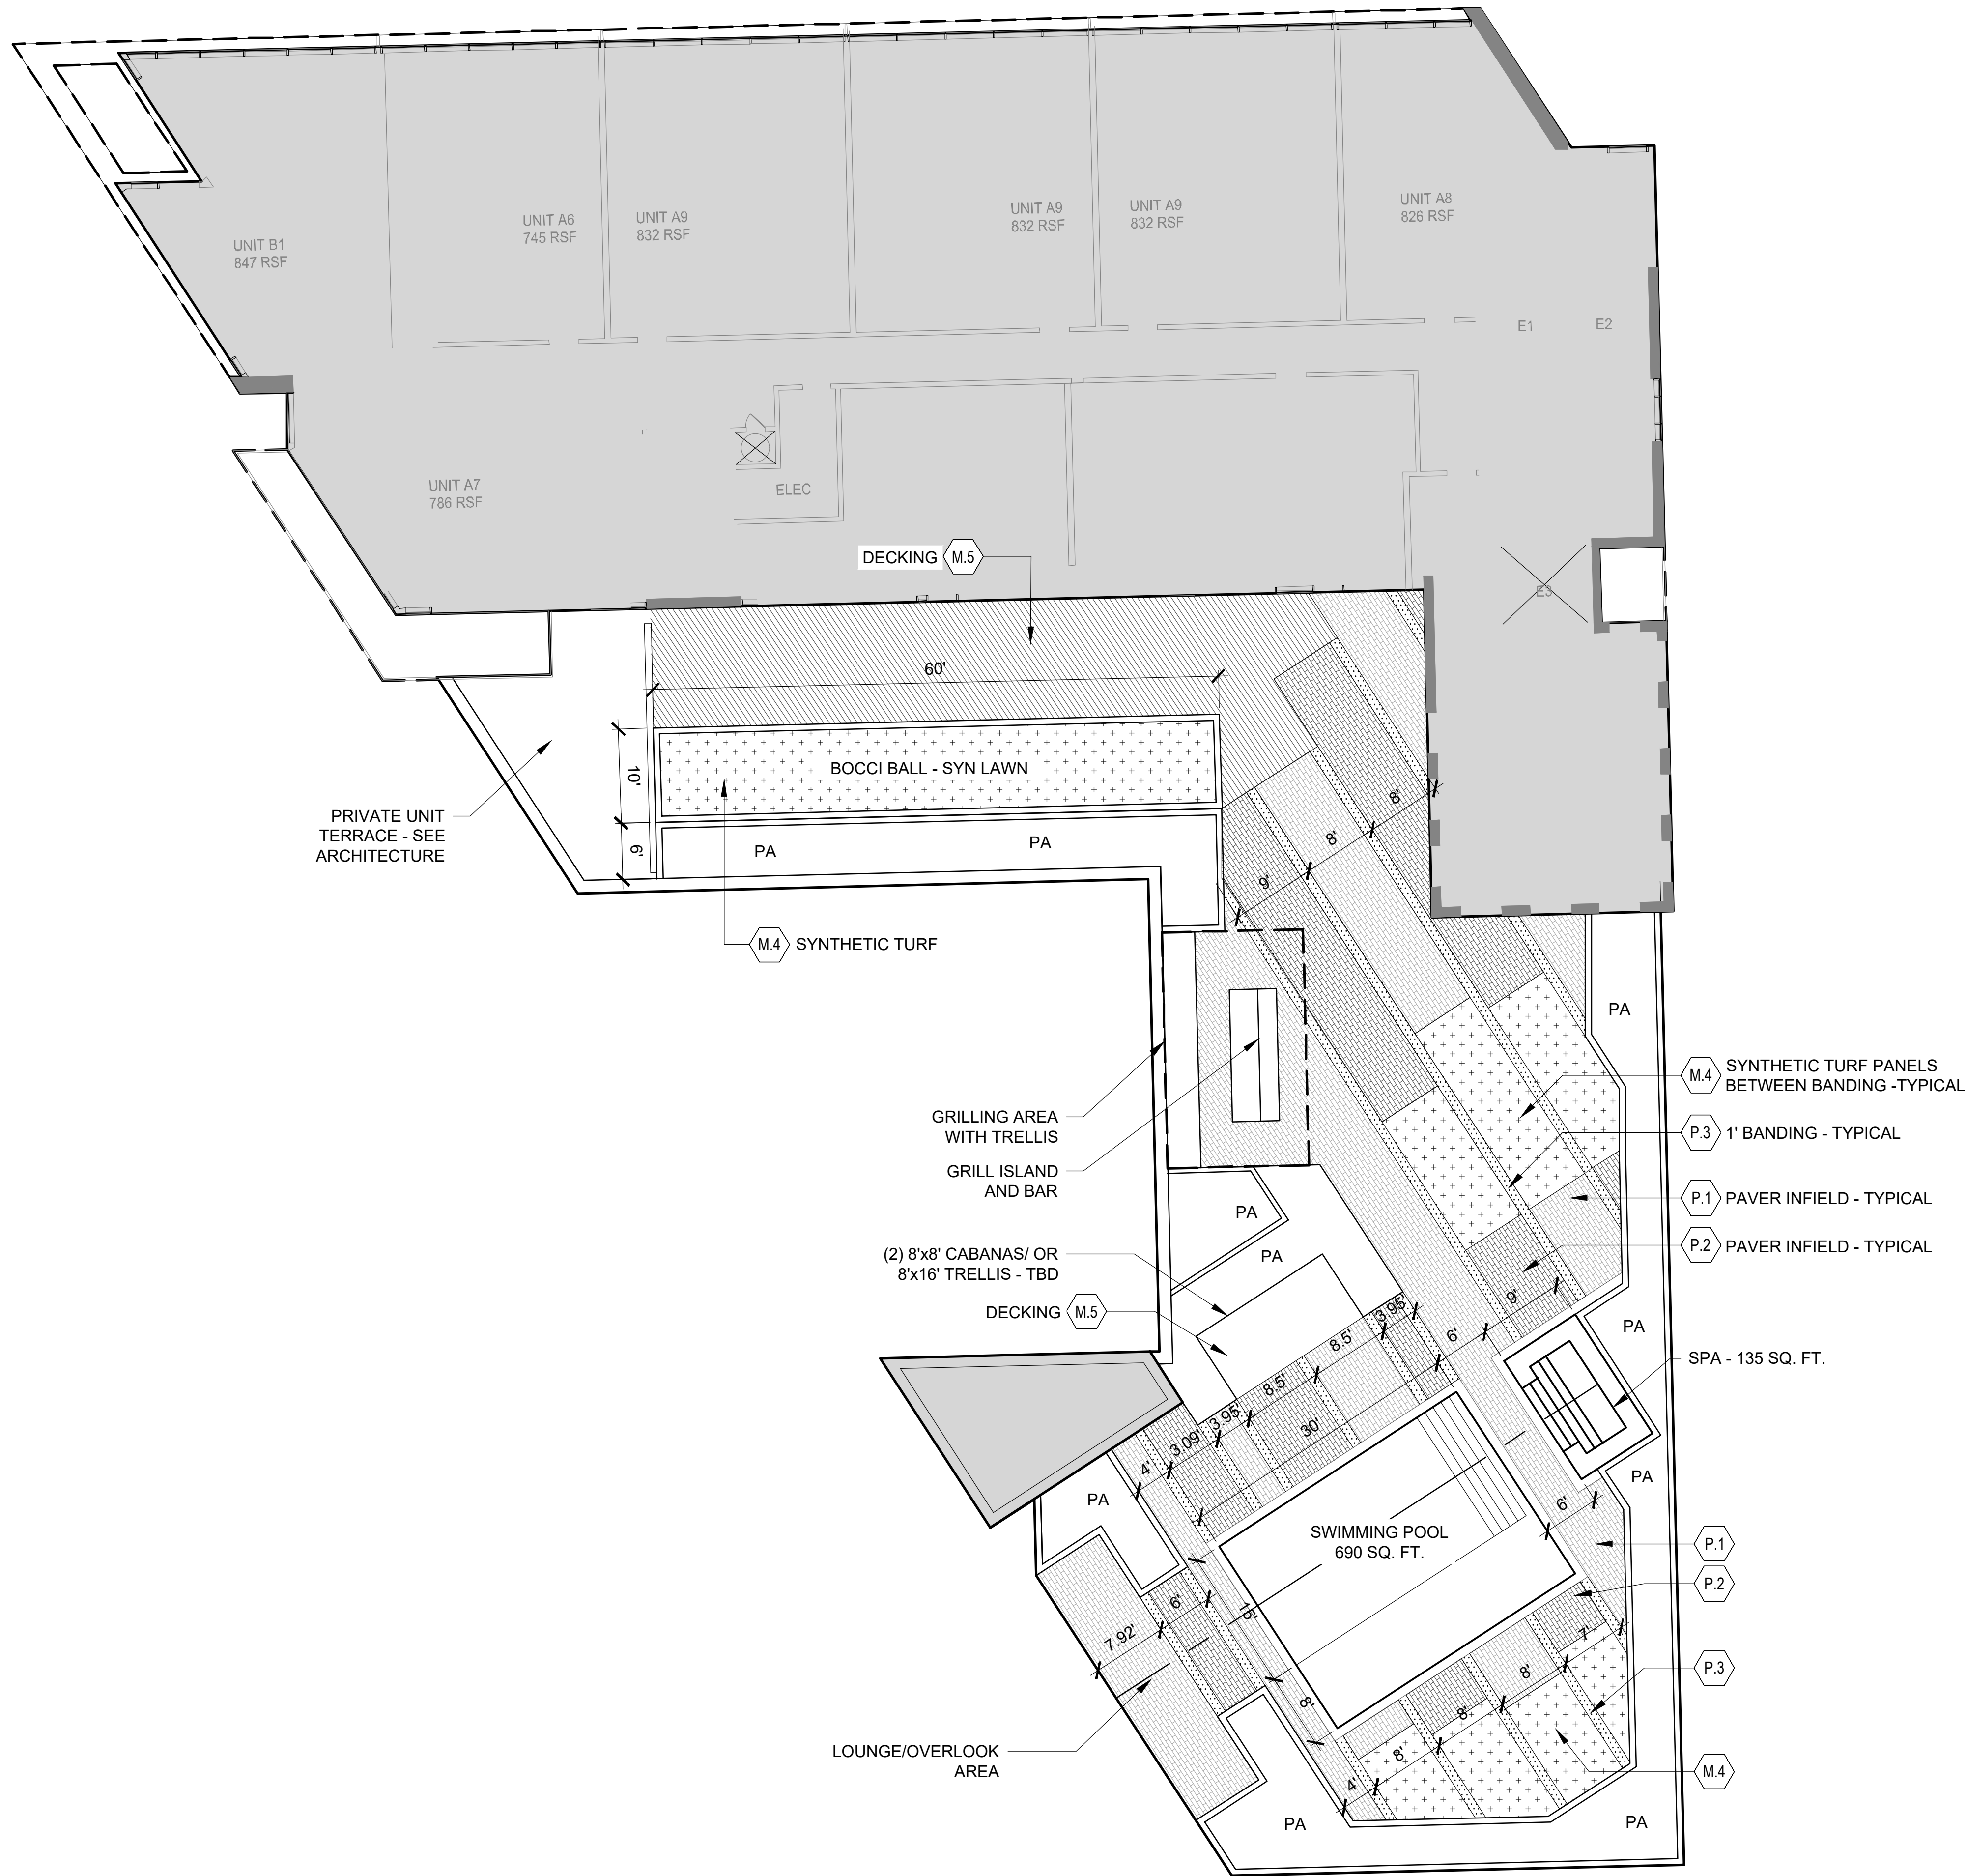 UNIT B1
847 RSF
UNIT A6
745 RSF
UNIT A9
832 RSF
UNIT A9
832 RSF
UNIT A9
832 RSF
UNIT A8
826 RSF
E1
E2
UNIT A7
786 RSF
ELEC
E3
DECKING M.5
60'
10'
BOCCI BALL - SYN LAWN
6'
PA
PA
PRIVATE UNIT
TERRACE - SEE
ARCHITECTURE
M.4 SYNTHETIC TURF
8'
8'
9'
PA
GRILLING AREA
WITH TRELLIS
GRILL ISLAND
AND BAR
M.4 SYNTHETIC TURF PANELS
BETWEEN BANDING -TYPICAL
P.3 1' BANDING - TYPICAL
P.1 PAVER INFIELD - TYPICAL
P.2 PAVER INFIELD - TYPICAL
PA
PA
(2) 8'x8' CABANAS/ OR
8'x16' TRELLIS - TBD
DECKING M.5
9'
6'
3.95'
8.5'
8.5'
3.95'
3.09'
4'
30'
PA
SPA - 135 SQ. FT.
PA
PA
6'
SWIMMING POOL
690 SQ. FT.
P.1
P.2
P.3
M.4
15'
6'
7.92'
8'
7'
8'
8'
8'
4'
LOUNGE/OVERLOOK
AREA
PA
PA